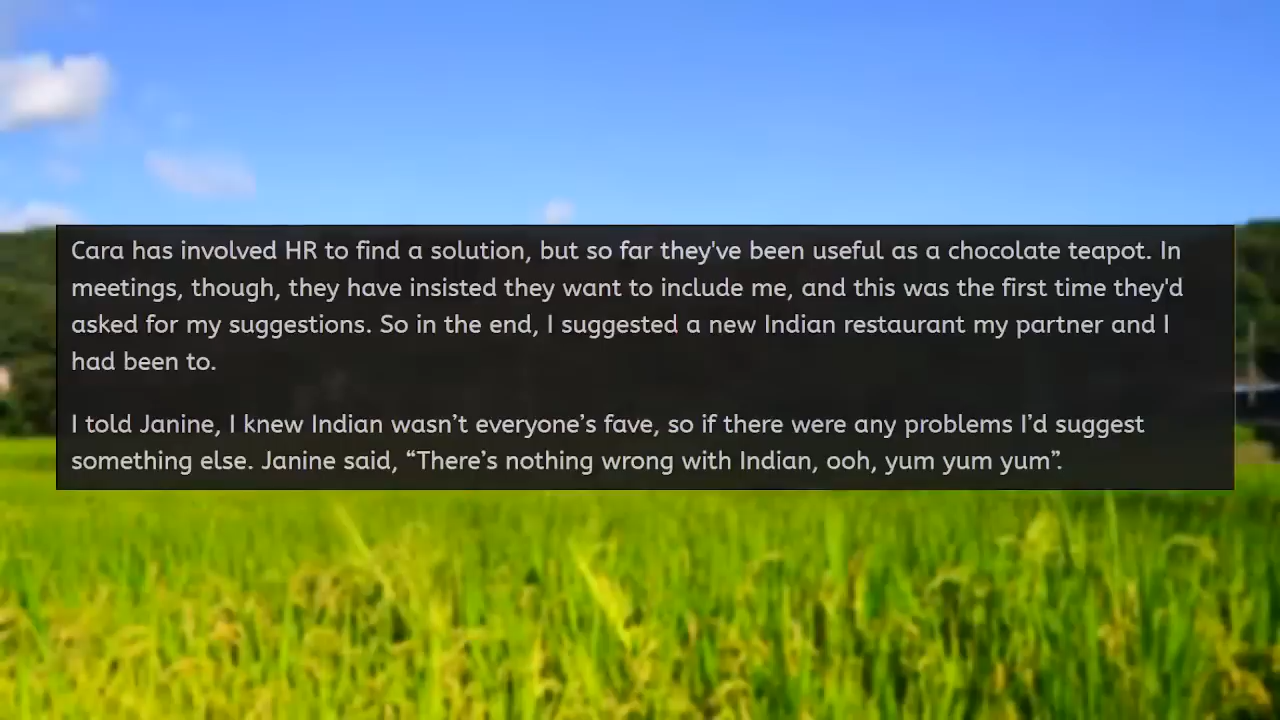 Cara has involved HR to find a solution, but so far they've been useful as a chocolate teapot. In
meetings, though, they have insisted they want to include me, and this was the first time they'd
asked for my suggestions. So in the end, I suggested a new Indian restaurant my partner and I
had been to.
I told Janine, I knew Indian wasn’t everyone’s fave, so if there were any problems I’d suggest
something else. Janine said, “There’s nothing wrong with Indian, ooh, yum yum yum”.